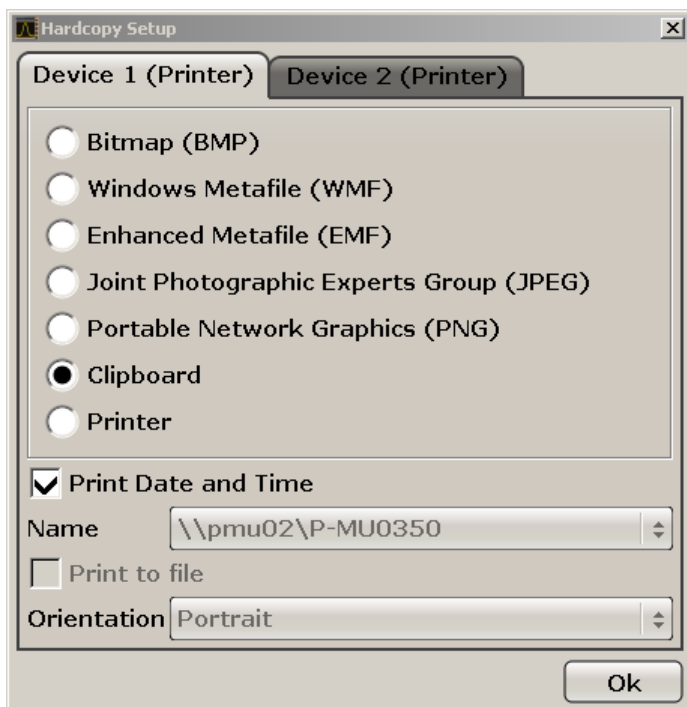 Hardcopy Setup
Device 1 (Printer) Device 2 (Printer)
Bitmap (BMP)
Windows Metafile (WMF)
Enhanced Metafile (EMF)
Joint Photographic Experts Group (JPEG)
Portable Network Graphics (PNG)
Clipboard
Printer
Print Date and Time
Name \\pmu02\P-MU0350
Print to file
Orientation Portrait
Ok